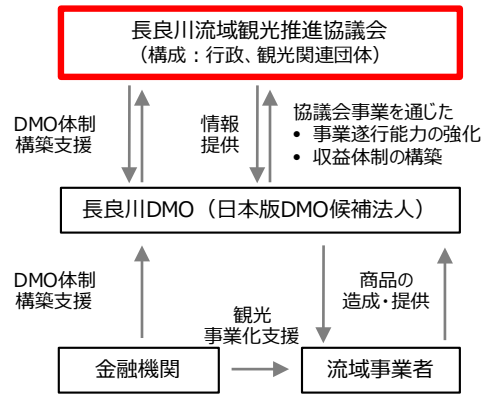 長良川流域観光推進協議会
（構成：行政、観光関連団体）
DMO体制
構築支援
情報
提供
協議会事業を通じた
• 事業遂行能力の強化
• 収益体制の構築
長良川DMO（日本版DMO候補法人）
DMO体制
構築支援
商品の
造成・提供
観光
事業化支援
金融機関
流域事業者